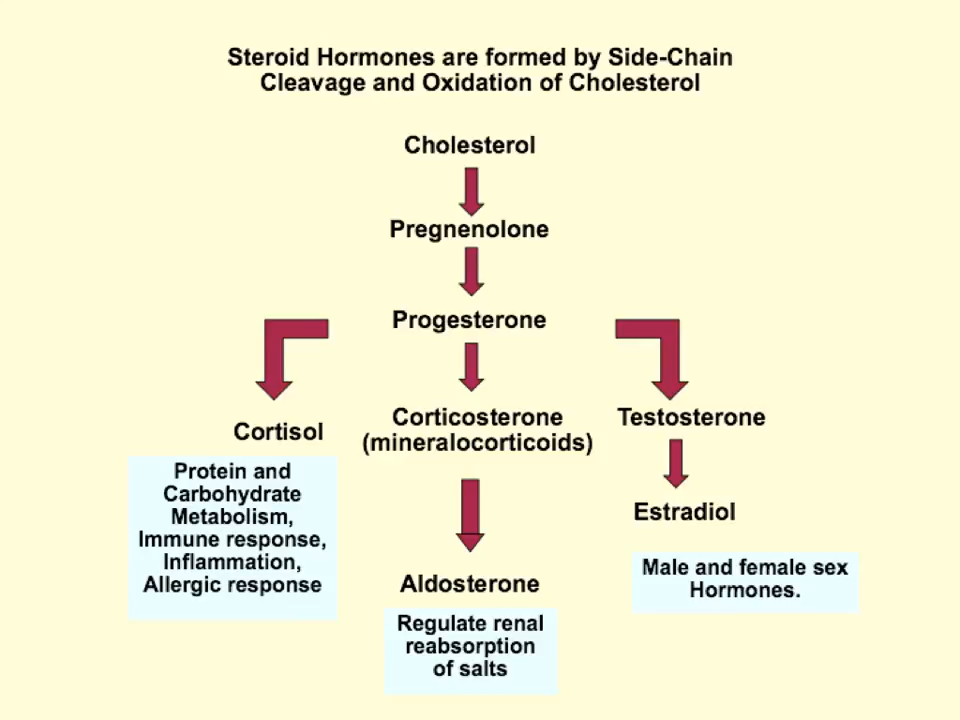 Steroid Hormones are formed by Side-Chain
Cleavage and Oxidation of Cholesterol
Cholesterol
Pregnenolone
Progesterone
Cortisol
Protein and
Carbohydrate
Metabolism,
Immune response,
Inflammation,
Allergic response
Corticosterone
(mineralocorticoids)
Aldosterone
Regulate renal
reabsorption
of salts
Testosterone
Estradiol
Male and female sex
Hormones.